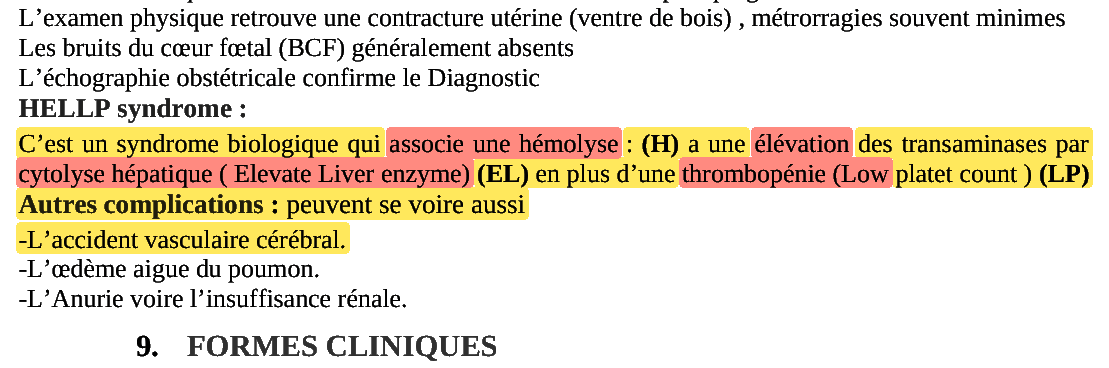 L’examen physique retrouve une contracture utérine (ventre de bois) , métrorragies souvent minimes
Les bruits du cœur fœtal (BCF) généralement absents
L’échographie obstétricale confirme le Diagnostic
HELLP syndrome :
C’est un syndrome biologique qui associe une hémolyse : (H) a une élévation des transaminases par
cytolyse hépatique ( Elevate Liver enzyme) (EL) en plus d’une thrombopénie (Low platet count ) (LP)
Autres complications : peuvent se voire aussi
-L’accident vasculaire cérébral.
-L’œdème aigue du poumon.
-L’Anurie voire l’insuffisance rénale.
9. FORMES CLINIQUES